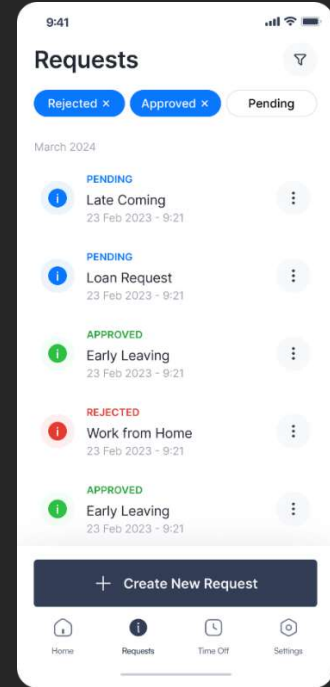 9:41
Requests
Rejected × Approved × Pending
March 2024
PENDING
Late Coming
23 Feb 2023 - 9:21
PENDING
Loan Request
23 Feb 2023 - 9:21
APPROVED
Early Leaving
23 Feb 2023 - 9:21
REJECTED
Work from Home
23 Feb 2023 - 9:21
APPROVED
Early Leaving
23 Feb 2023 - 9:21
+ Create New Request
Home Requests Time Off Settings